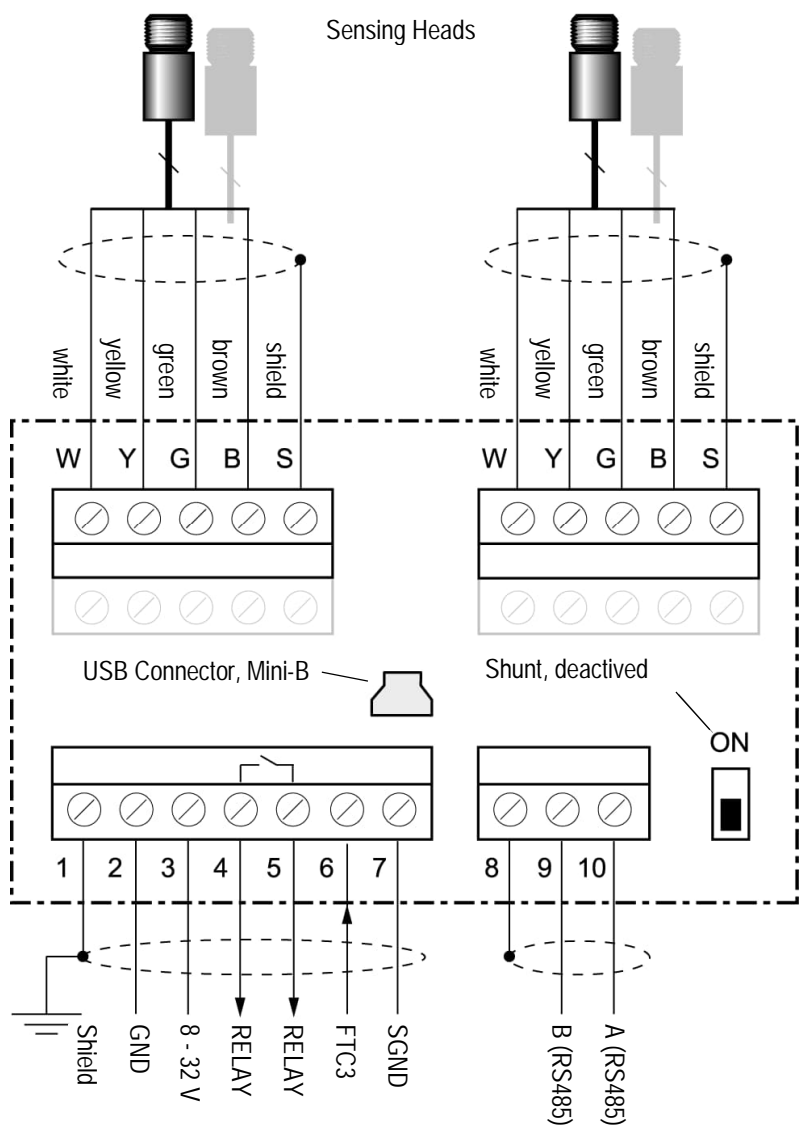 Sensing Heads
white yellow green brown shield
white yellow green brown shield
W Y G B S
W Y G B S
USB Connector, Mini-B
Shunt, deactived
ON
1 2 3 4 5 6 7
8 9 10
Shield
GND
8 - 32 V
RELAY
RELAY
FTC3
SGND
B (RS485)
A (RS485)